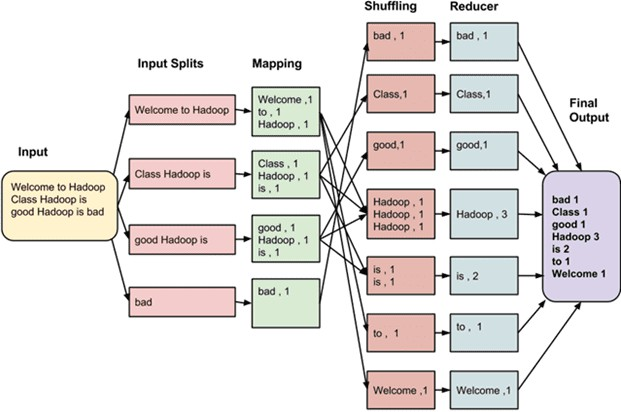 Input
Welcome to Hadoop
Class Hadoop is
good Hadoop is bad
Input Splits
Welcome to Hadoop
Class Hadoop is
good Hadoop is
bad
Mapping
Welcome ,1
to , 1
Hadoop , 1
Class , 1
Hadoop , 1
is , 1
good , 1
Hadoop , 1
is , 1
bad , 1
Shuffling
bad , 1
Class,1
good,1
Hadoop , 1
Hadoop , 1
Hadoop , 1
is , 1
is , 1
to , 1
Welcome ,1
Reducer
bad , 1
Class,1
good,1
Hadoop , 3
is , 2
to , 1
Welcome ,1
Final
Output
bad 1
Class 1
good 1
Hadoop 3
is 2
to 1
Welcome 1